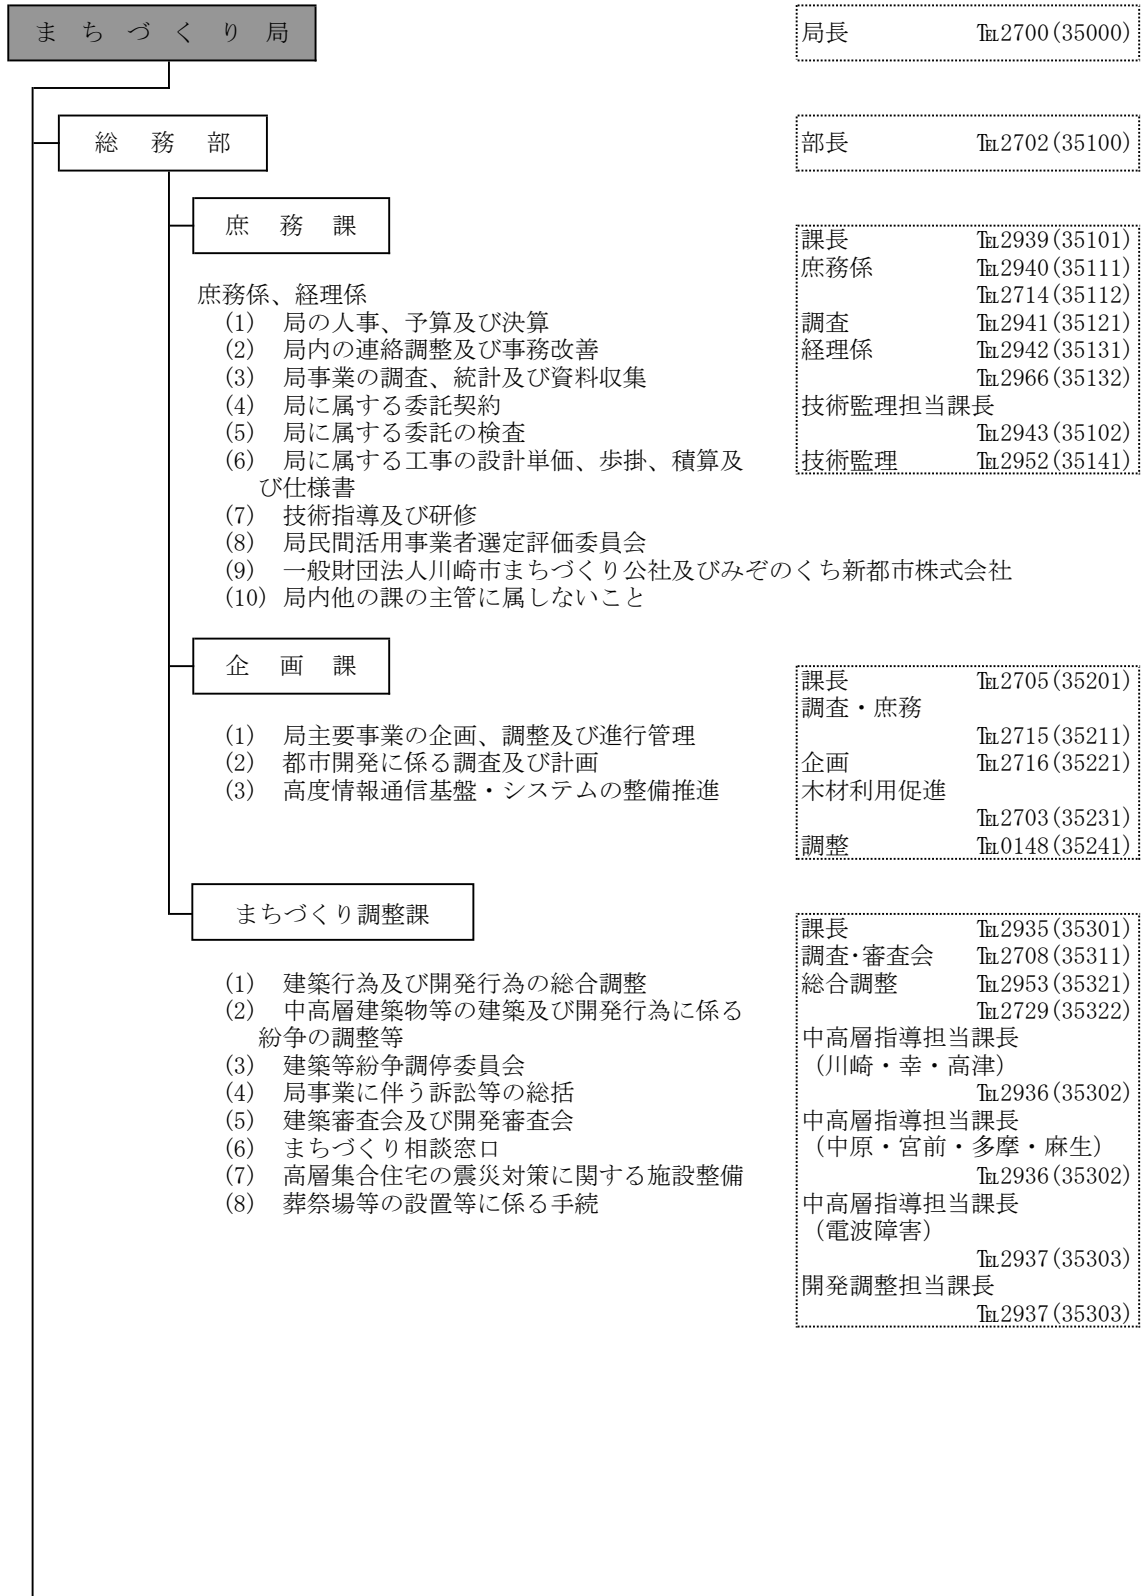 まちづくり局
局長 ℡2700(35000)
総務部
部長 ℡2702(35100)
庶務課
庶務係、経理係
(1) 局の人事、予算及び決算
(2) 局内の連絡調整及び事務改善
(3) 局事業の調査、統計及び資料収集
(4) 局に属する委託契約
(5) 局に属する委託の検査
(6) 局に属する工事の設計単価、歩掛、積算及
び仕様書
(7) 技術指導及び研修
(8) 局民間活用事業者選定評価委員会
(9) 一般財団法人川崎市まちづくり公社及びみぞのくち新都市株式会社
(10) 局内他の課の主管に属しないこと
課長 ℡2939(35101)
庶務係 ℡2940(35111)
℡2714(35112)
調査 ℡2941(35121)
経理係 ℡2942(35131)
℡2966(35132)
技術監理担当課長
℡2943(35102)
技術監理 ℡2952(35141)
企画課
(1) 局主要事業の企画、調整及び進行管理
(2) 都市開発に係る調査及び計画
(3) 高度情報通信基盤・システムの整備推進
課長 ℡2705(35201)
調査・庶務
℡2715(35211)
企画 ℡2716(35221)
木材利用促進
℡2703(35231)
調整 ℡0148(35241)
まちづくり調整課
(1) 建築行為及び開発行為の総合調整
(2) 中高層建築物等の建築及び開発行為に係る
紛争の調整等
(3) 建築等紛争調停委員会
(4) 局事業に伴う訴訟等の総括
(5) 建築審査会及び開発審査会
(6) まちづくり相談窓口
(7) 高層集合住宅の震災対策に関する施設整備
(8) 葬祭場等の設置等に係る手続
課長 ℡2935(35301)
調査・審査会 ℡2708(35311)
総合調整 ℡2953(35321)
℡2729(35322)
中高層指導担当課長
（川崎・幸・高津）
℡2936(35302)
中高層指導担当課長
（中原・宮前・多摩・麻生）
℡2936(35302)
中高層指導担当課長
（電波障害）
℡2937(35303)
開発調整担当課長
℡2937(35303)